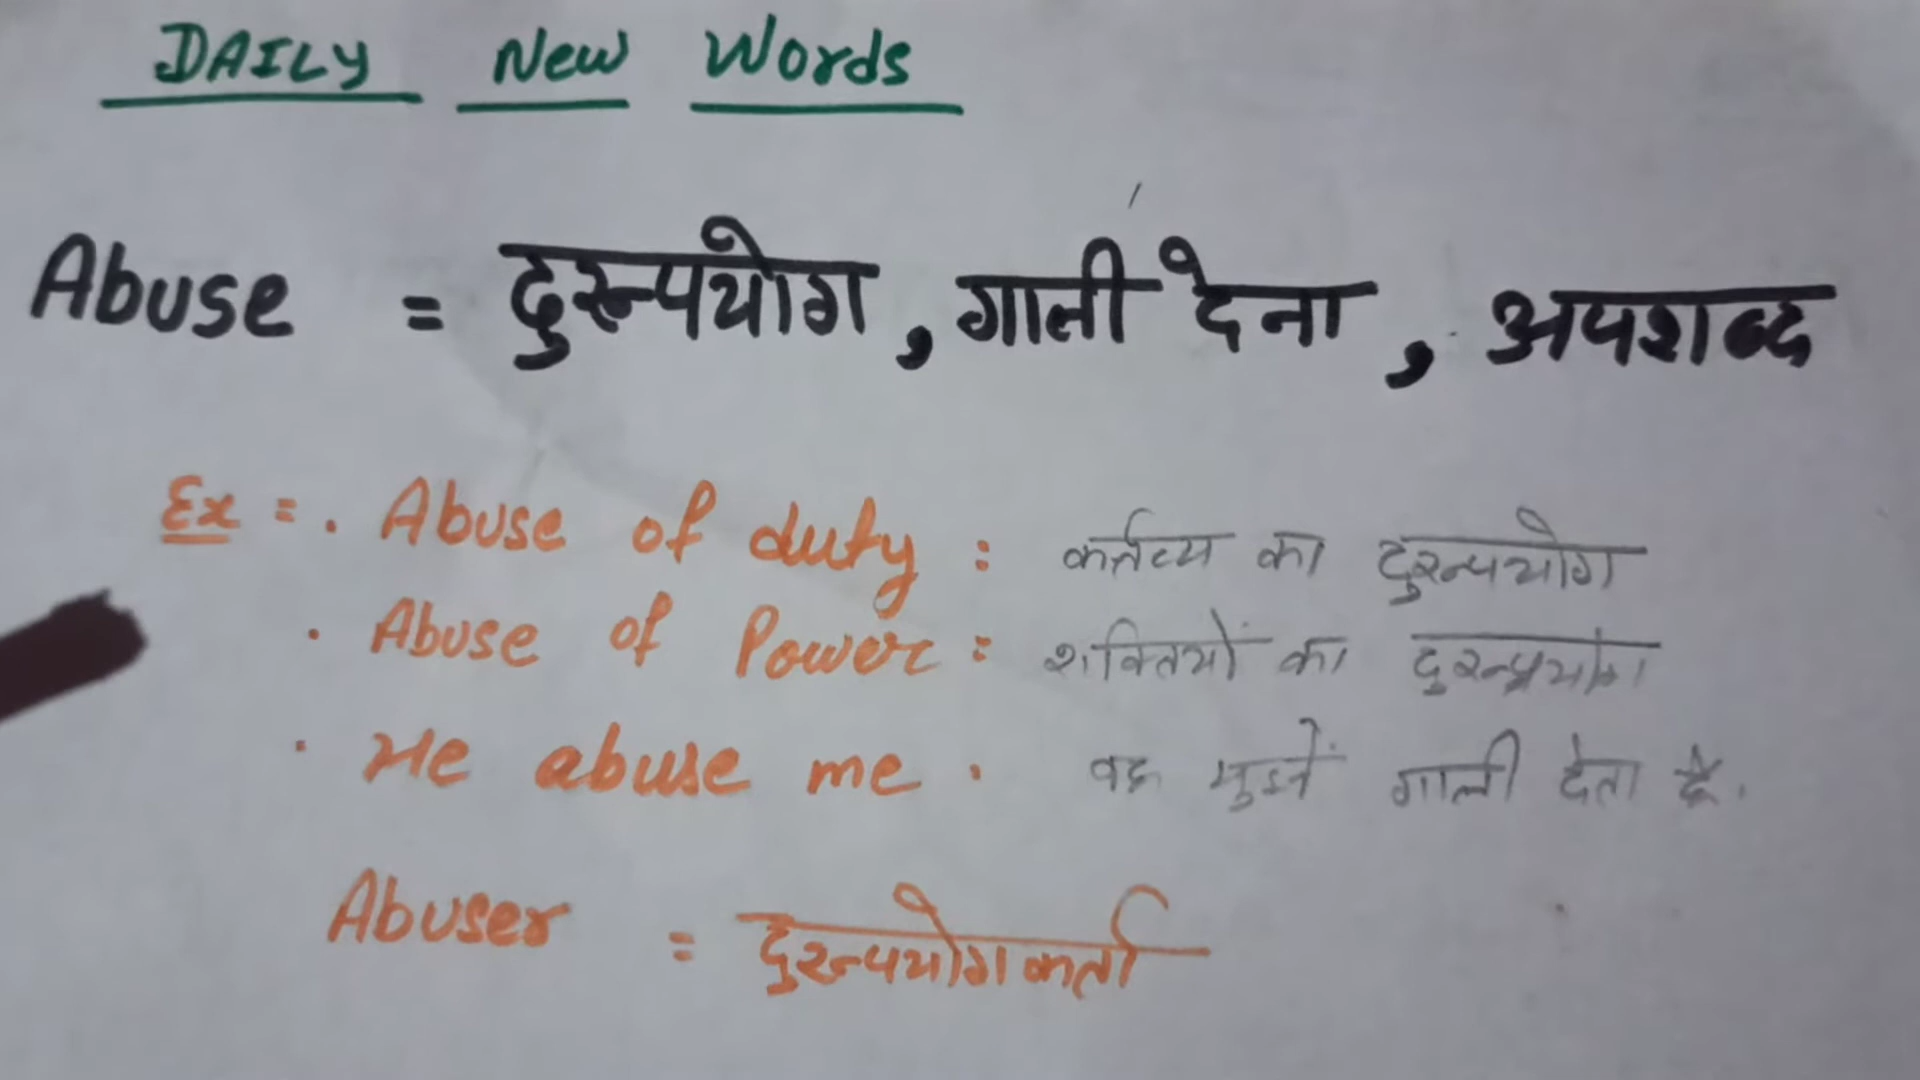 DAILY New Words
Abuse = दुरूपयोग, गाली देना, अपशब्द
Ex = . Abuse of duty : कर्त्तव्य का दुरूपयोग
. Abuse of Power : शक्तियों का दुरूपयोग
. He abuse me . वह मुझें गाली देता है.
Abuser = दुरूपयोगकर्ता